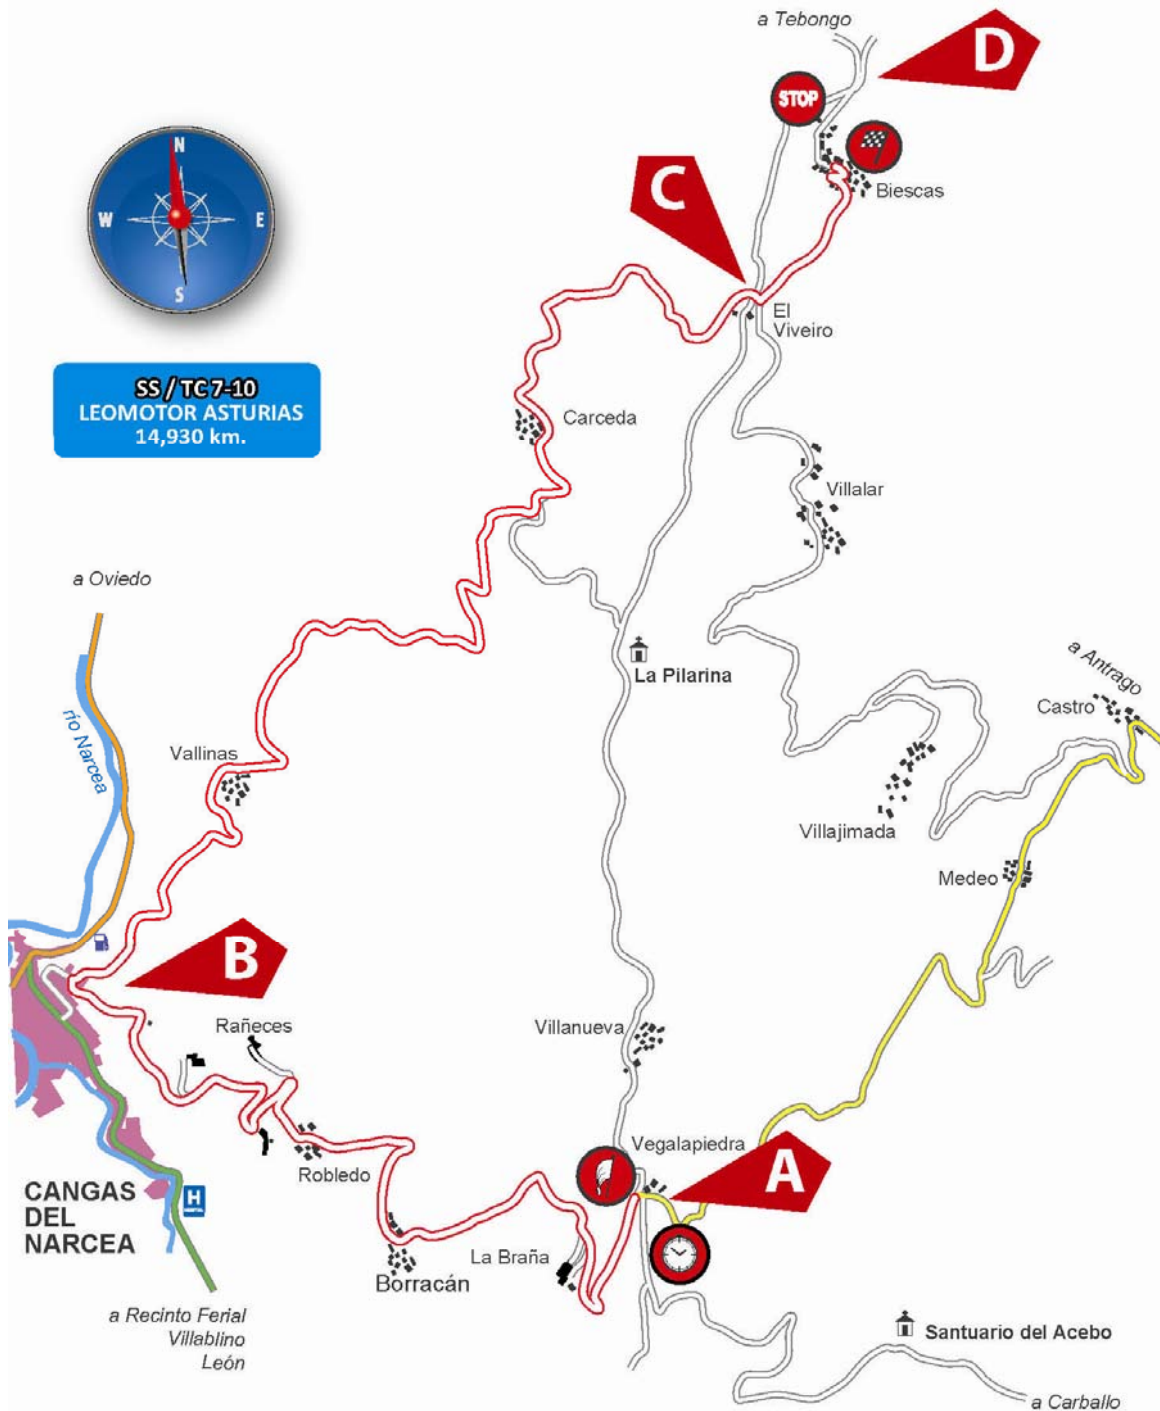 a Tebongo
D
STOP
N
W
E
S
C
Biescas
El
Viveiro
SS / TC 7-10
LEOMOTOR ASTURIAS
14,930 km.
Carceda
Villalar
a Oviedo
La Pilarina
a Antrago
Castro
río Narcea
Vallinas
Villajimada
Medeo
B
Rañeces
Villanueva
Vegalapiedra
A
Robledo
CANGAS
DEL
NARCEA
H
La Braña
Borracán
a Recinto Ferial
Villablino
León
Santuario del Acebo
a Carballo